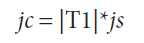 jc = |T1|*js